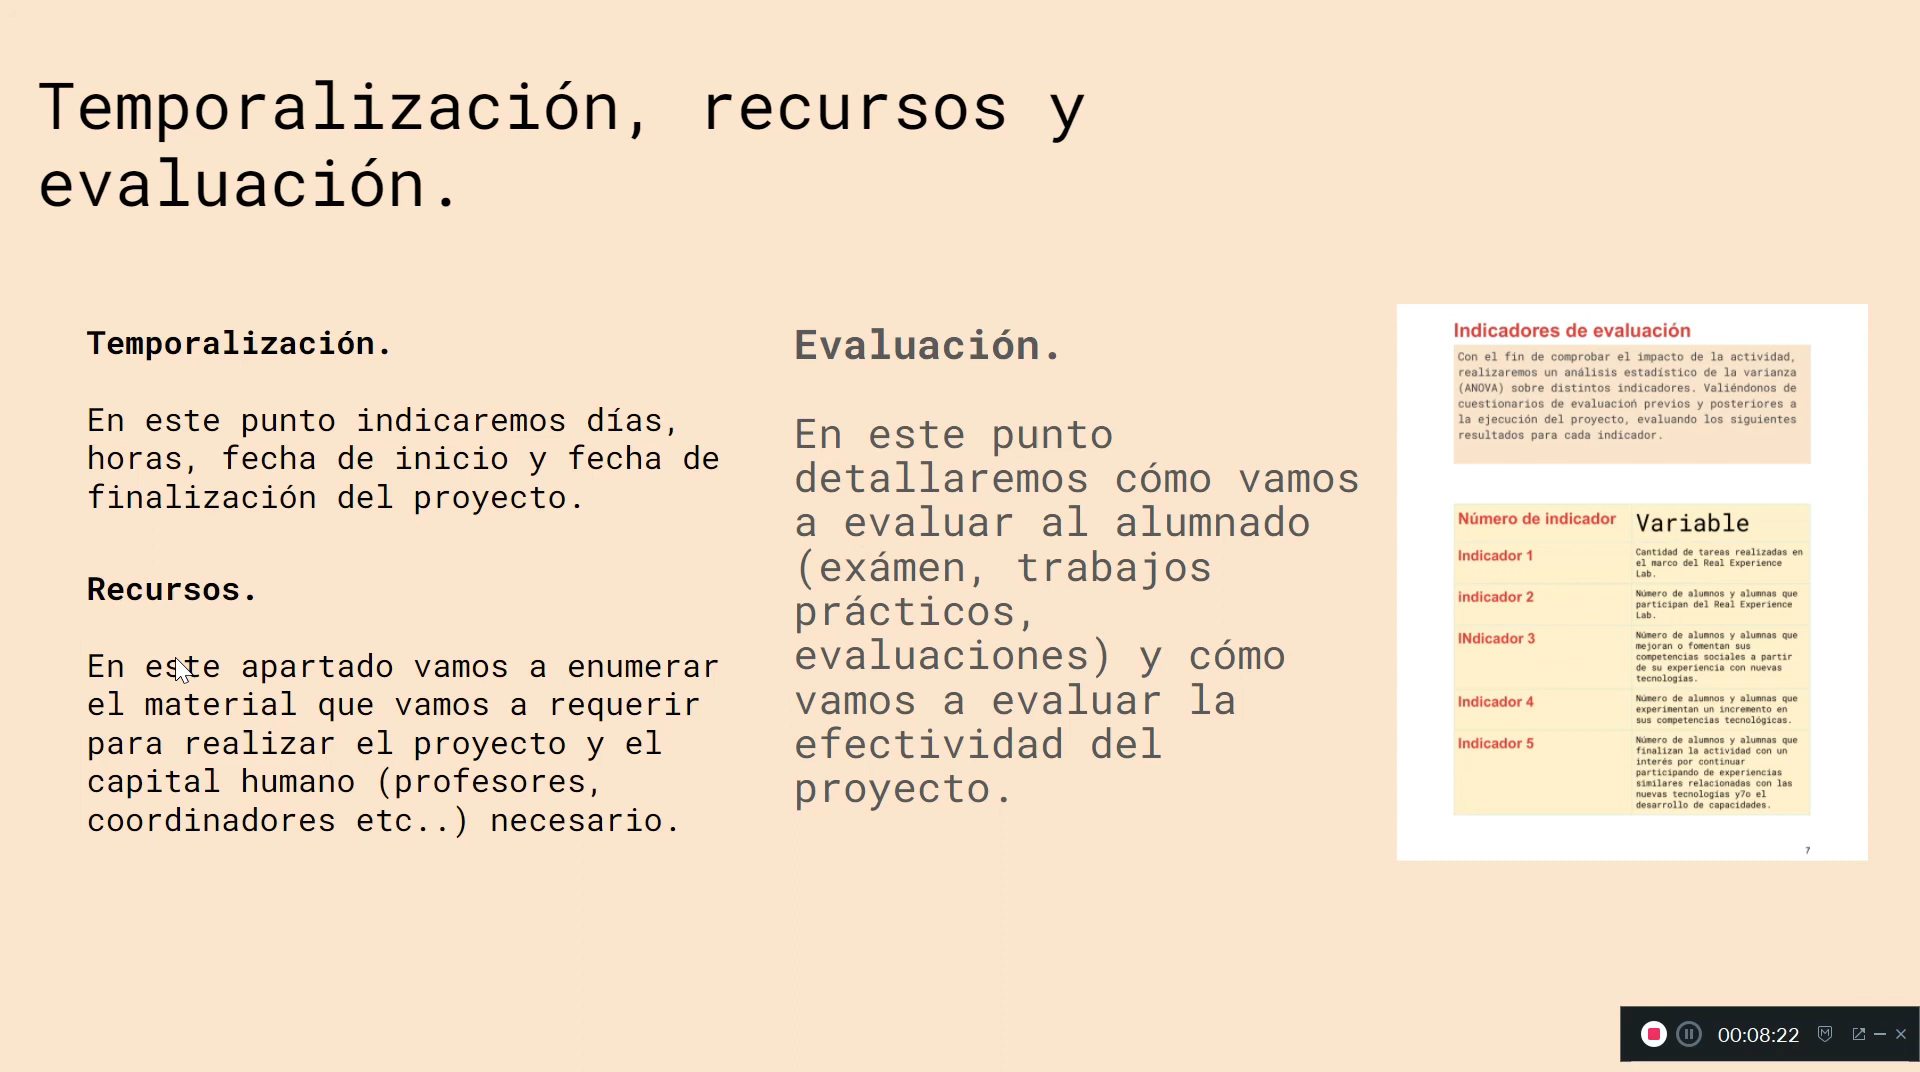 Temporalización, recursos y
evaluación.
Temporalización.
En este punto indicaremos días,
horas, fecha de inicio y fecha de
finalización del proyecto.
Recursos.
En este apartado vamos a enumerar
el material que vamos a requerir
para realizar el proyecto y el
capital humano (profesores,
coordinadores etc..) necesario.
Evaluación.
En este punto
detallaremos cómo vamos
a evaluar al alumnado
(exámen, trabajos
prácticos,
evaluaciones) y cómo
vamos a evaluar la
efectividad del
proyecto.
Indicadores de evaluación
Con el fin de comprobar el impacto de la actividad,
realizaremos un análisis estadístico de la varianza
(ANOVA) sobre distintos indicadores. Valiéndonos de
cuestionarios de evaluación previos y posteriores a
la ejecución del proyecto, evaluando los siguientes
resultados para cada indicador.
Número de indicador Variable
Indicador 1
Cantidad de tareas realizadas en
el marco del Real Experience
Lab.
indicador 2
Número de alumnos y alumnas que
participan del Real Experience
Lab.
INdicador 3
Número de alumnos y alumnas que
mejoran o fomentan sus
competencias sociales a partir
de su experiencia con nuevas
tecnologías.
Indicador 4
Número de alumnos y alumnas que
experimentan un incremento en
sus competencias tecnológicas.
Indicador 5
Número de alumnos y alumnas que
finalizan la actividad con un
interés por continuar
participando de experiencias
similares relacionadas con las
nuevas tecnologías y7o el
desarrollo de capacidades.
7
00:08:22